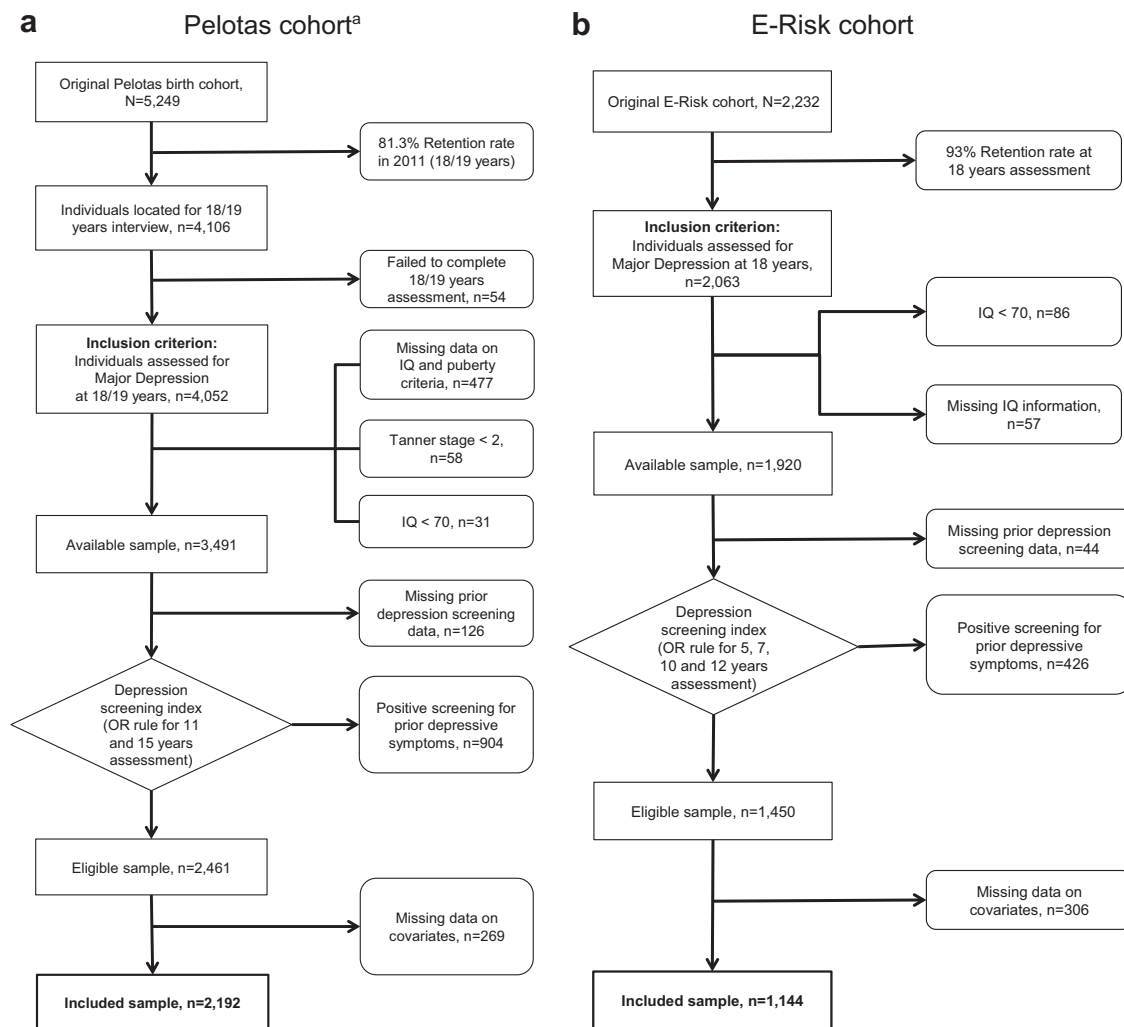 a
Pelotas cohortᵃ
Original Pelotas birth cohort,
N=5,249
81.3% Retention rate
in 2011 (18/19 years)
Individuals located for 18/19
years interview, n=4,106
Failed to complete
18/19 years
assessment, n=54
Inclusion criterion:
Individuals assessed for
Major Depression
at 18/19 years, n=4,052
Missing data on
IQ and puberty
criteria, n=477
Tanner stage < 2,
n=58
IQ < 70, n=31
Available sample, n=3,491
Missing prior
depression screening
data, n=126
Depression
screening index
(OR rule for 11
and 15 years
assessment)
Positive screening for
prior depressive
symptoms, n=904
Eligible sample, n=2,461
Missing data on
covariates, n=269
Included sample, n=2,192
b
E-Risk cohort
Original E-Risk cohort, N=2,232
93% Retention rate at
18 years assessment
Inclusion criterion:
Individuals assessed for
Major Depression at 18 years,
n=2,063
IQ < 70, n=86
Missing IQ information,
n=57
Available sample, n=1,920
Missing prior depression
screening data, n=44
Depression
screening index
(OR rule for 5, 7,
10 and 12 years
assessment)
Positive screening for
prior depressive
symptoms, n=426
Eligible sample, n=1,450
Missing data on
covariates, n=306
Included sample, n=1,144